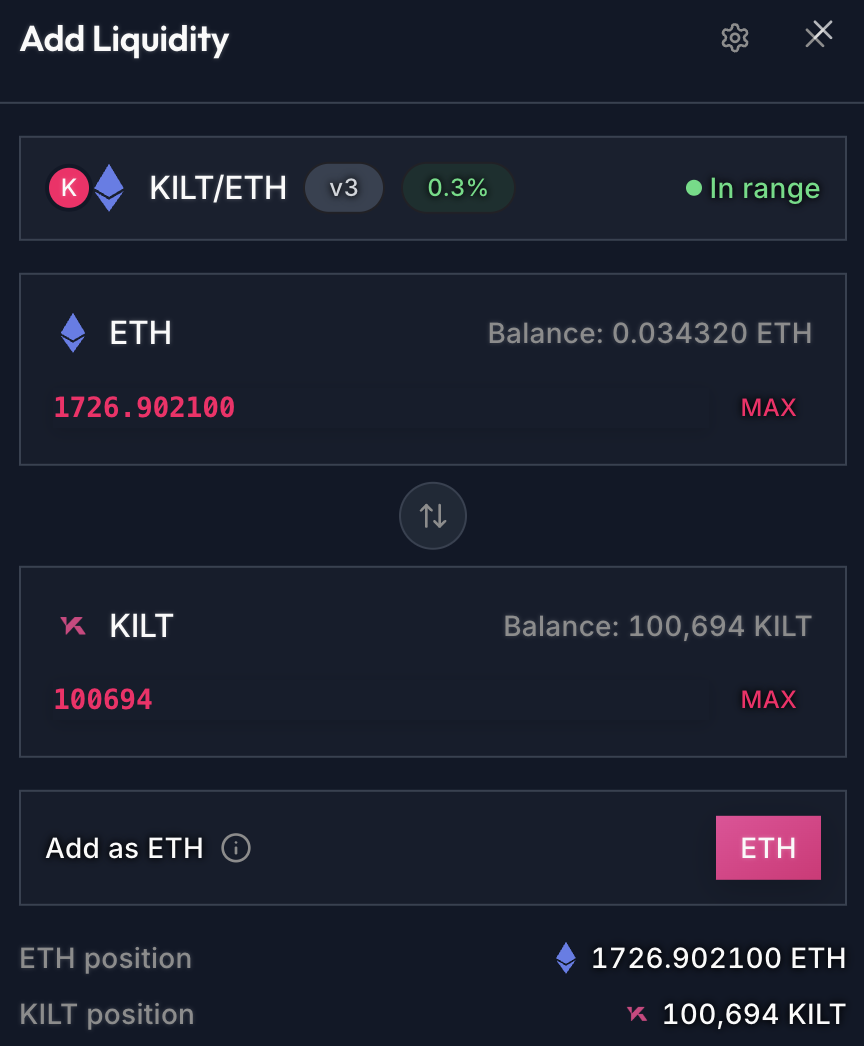 Add Liquidity
K KILT/ETH v3 0.3% In range
ETH Balance: 0.034320 ETH
1726.902100 MAX
KILT Balance: 100,694 KILT
100694 MAX
Add as ETH ETH
ETH position 1726.902100 ETH
KILT position 100,694 KILT